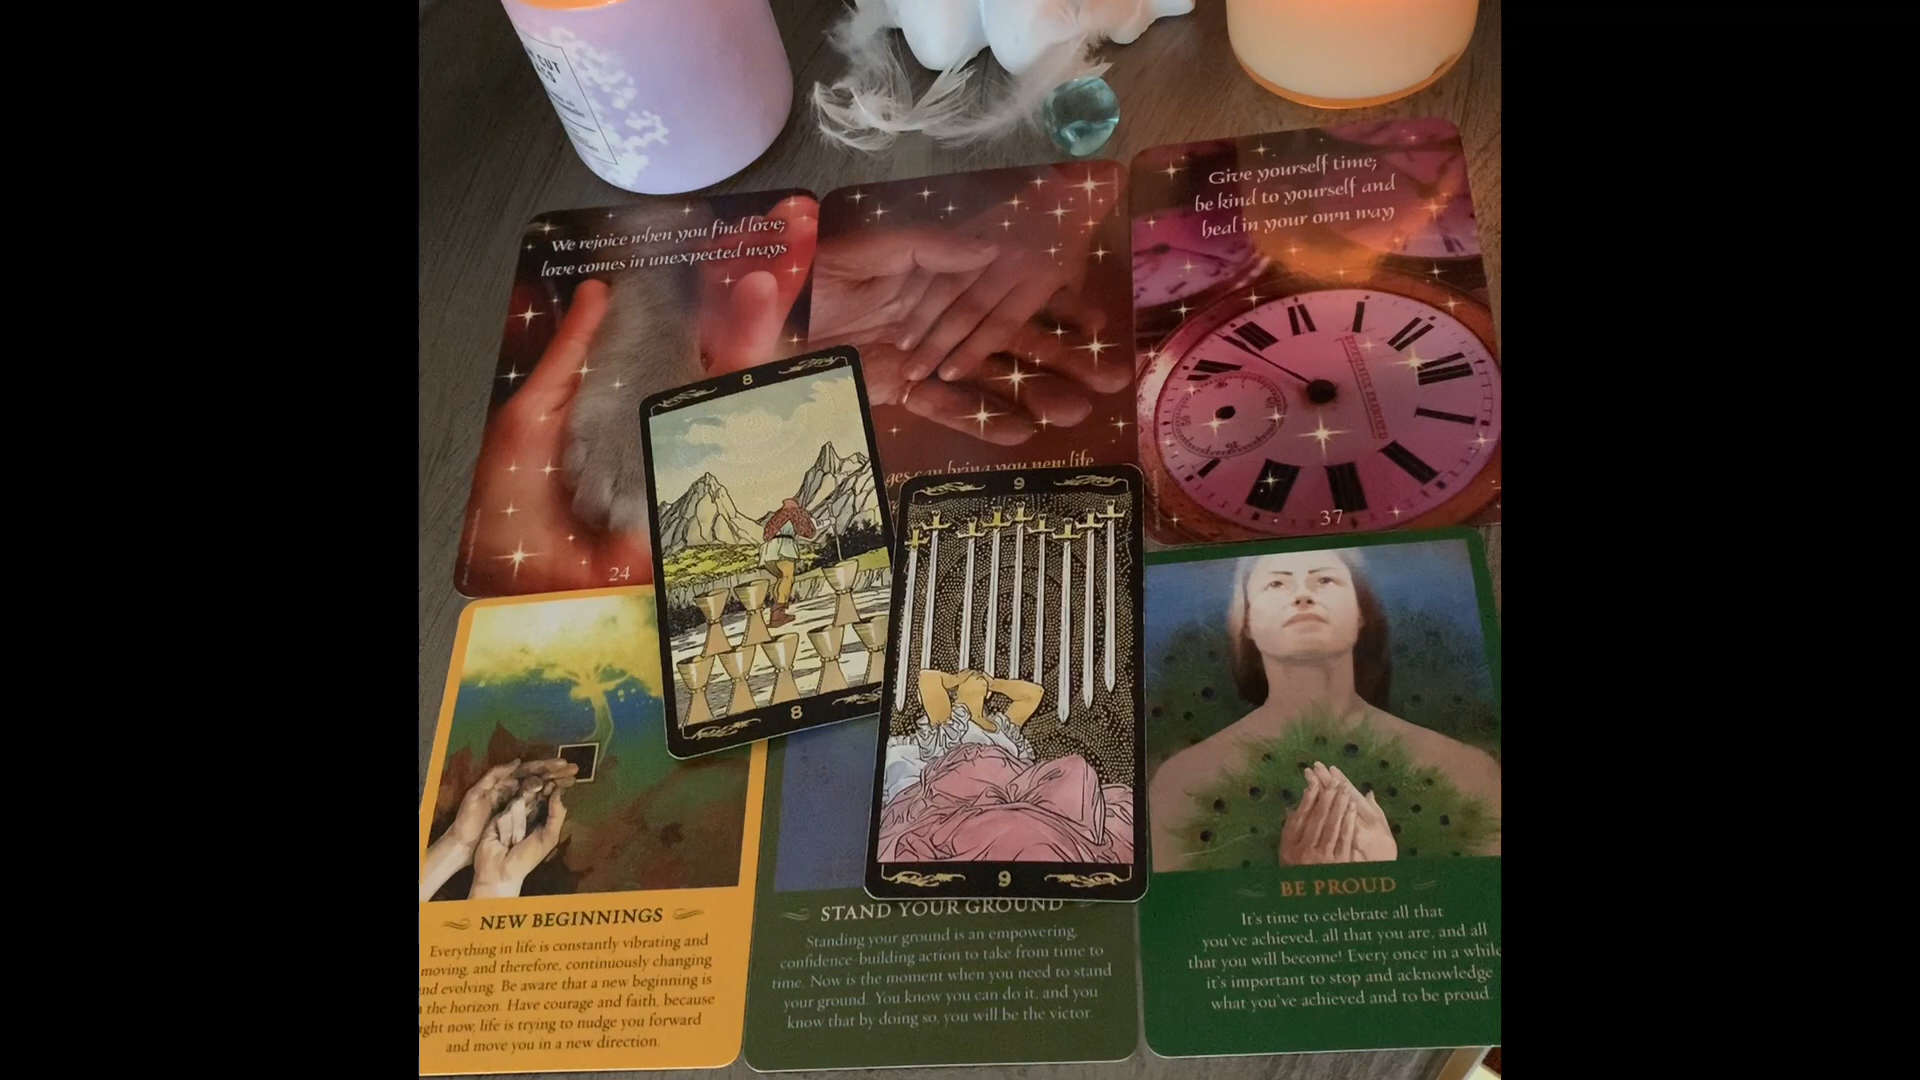 CUT
We rejoice when you find love;
love comes in unexpected ways
24
Give yourself time;
be kind to yourself and
heal in your own way
37
can bring you new life
8
8
9
9
NEW BEGINNINGS
Everything in life is constantly vibrating and
moving, and therefore, continuously changing
evolving. Be aware that a new beginning is
the horizon. Have courage and faith, because
now, life is trying to nudge you forward
and move you in a new direction.
STAND YOUR GROUND
Standing your ground is an empowering,
confidence-building action to take from time to
time. Now is the moment when you need to stand
your ground. You know you can do it, and you
know that by doing so, you will be the victor.
BE PROUD
It's time to celebrate all that
you've achieved, all that you are, and all
that you will become! Every once in a while
it's important to stop and acknowledge
what you've achieved and to be proud.